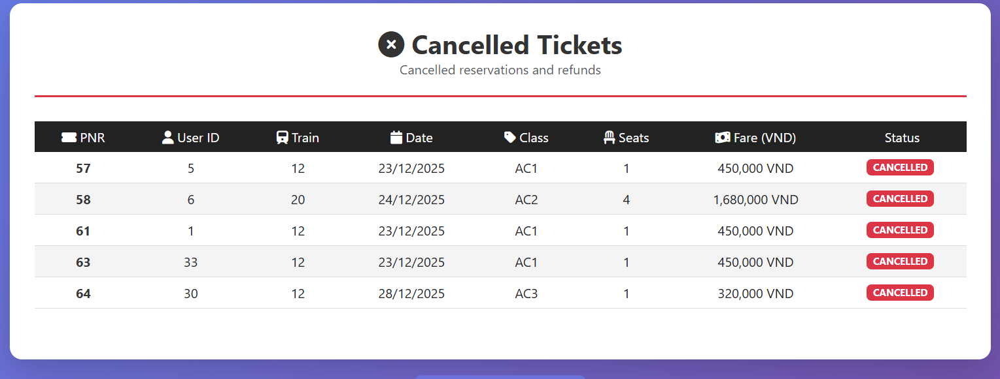 Cancelled Tickets
Cancelled reservations and refunds
PNR User ID Train Date Class Seats Fare (VND) Status
57 5 12 23/12/2025 AC1 1 450,000 VND CANCELLED
58 6 20 24/12/2025 AC2 4 1,680,000 VND CANCELLED
61 1 12 23/12/2025 AC1 1 450,000 VND CANCELLED
63 33 12 23/12/2025 AC1 1 450,000 VND CANCELLED
64 30 12 28/12/2025 AC3 1 320,000 VND CANCELLED